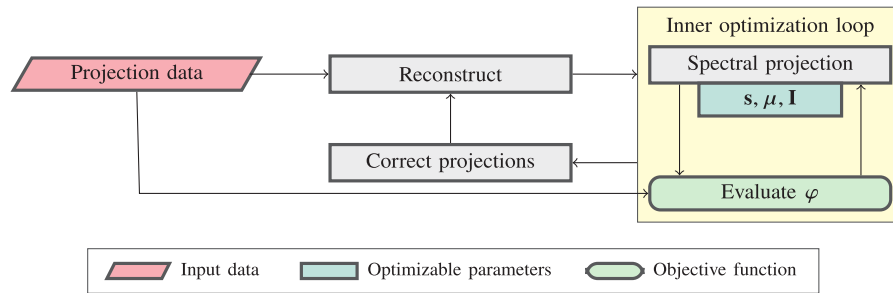 Inner optimization loop
Projection data
Reconstruct
Spectral projection
s, μ, I
Correct projections
Evaluate φ
Input data
Optimizable parameters
Objective function